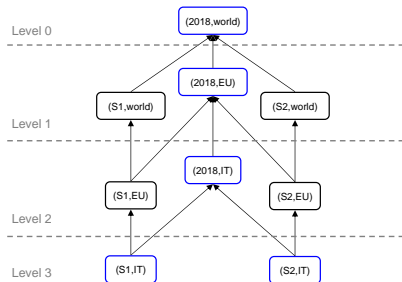 (2018,world)
Level 0
(2018,EU)
(S1,world)
(S2,world)
Level 1
(2018,IT)
(S1,EU)
(S2,EU)
Level 2
(S1,IT)
(S2,IT)
Level 3